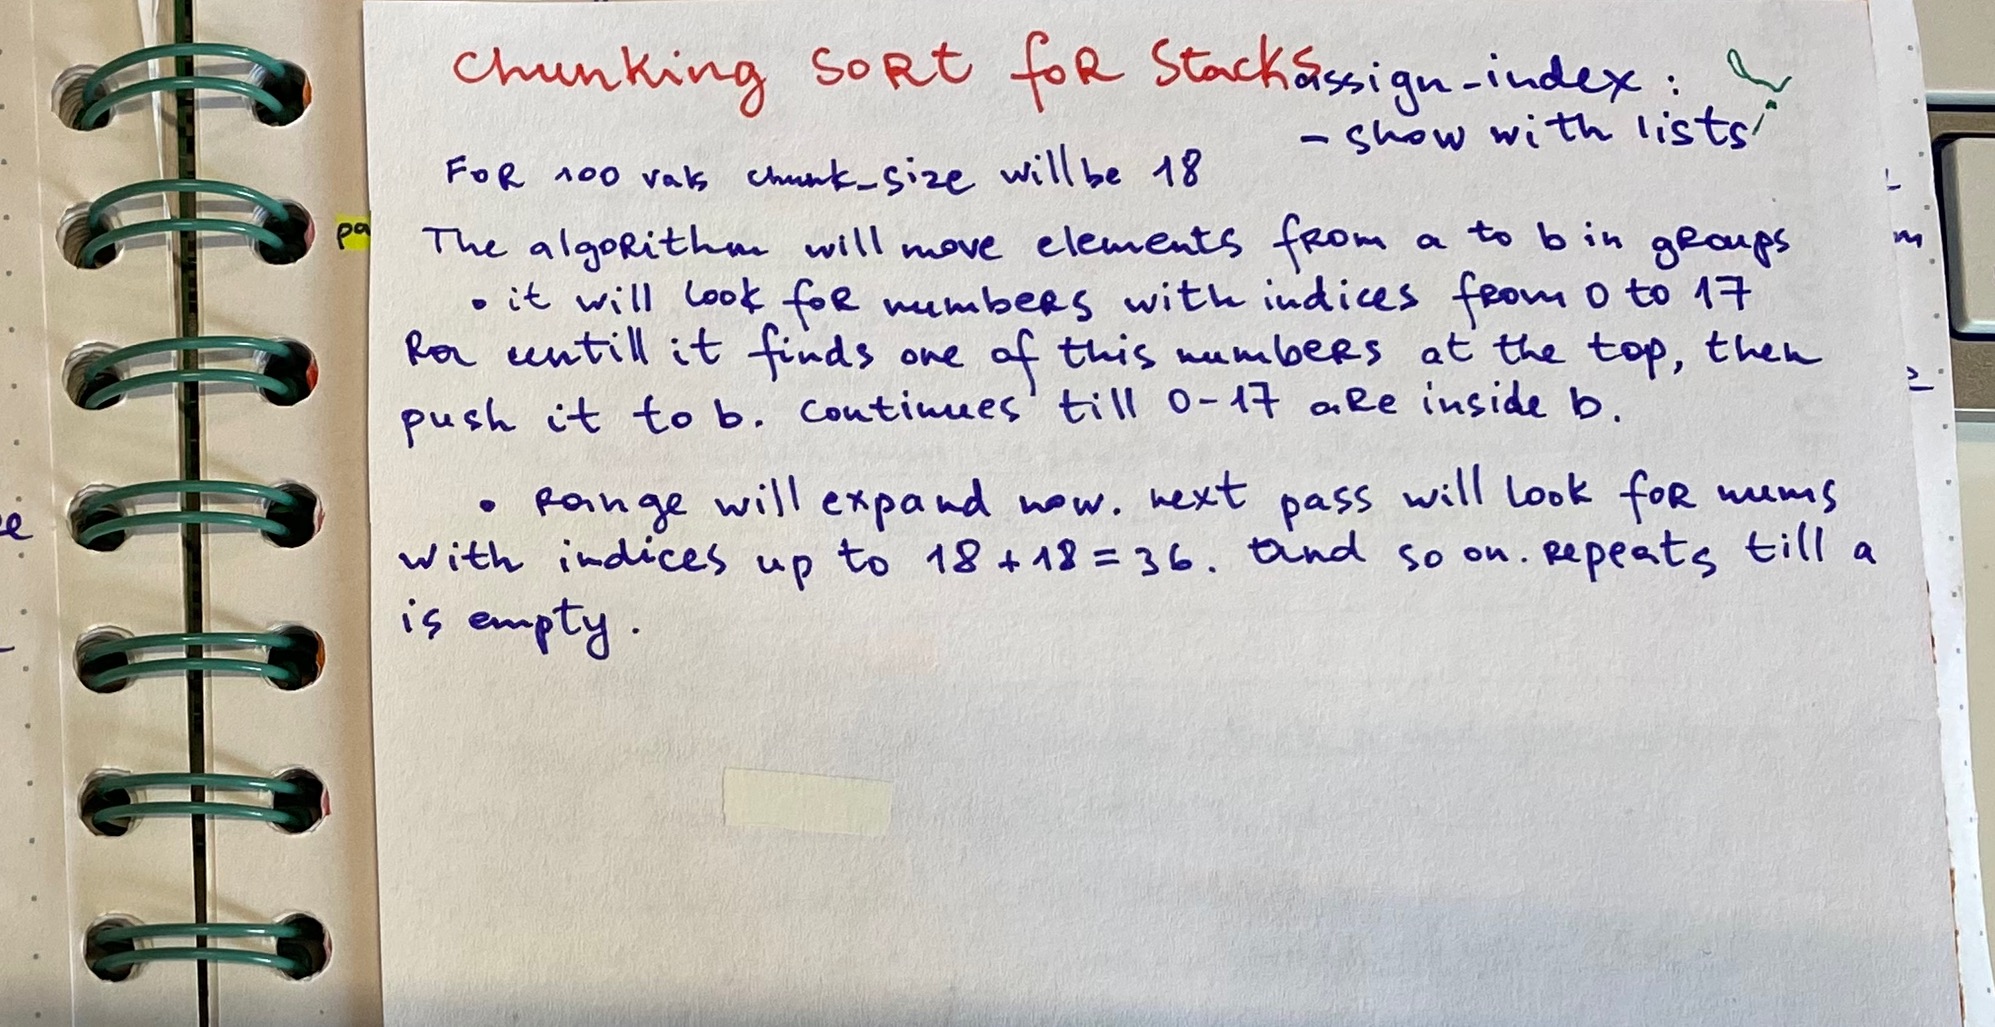 Chunking Sort for Stacks
assign-index :
- show with lists
For 100 vals chunk_size will be 18
pa
The algorithm will move elements from a to b in groups
• it will look for numbers with indices from 0 to 17
Ra untill it finds one of this numbers at the top, then
push it to b. continues till 0-17 are inside b.
• Range will expand now. next pass will look for nums
with indices up to 18 + 18 = 36. And so on. Repeats till a
is empty.